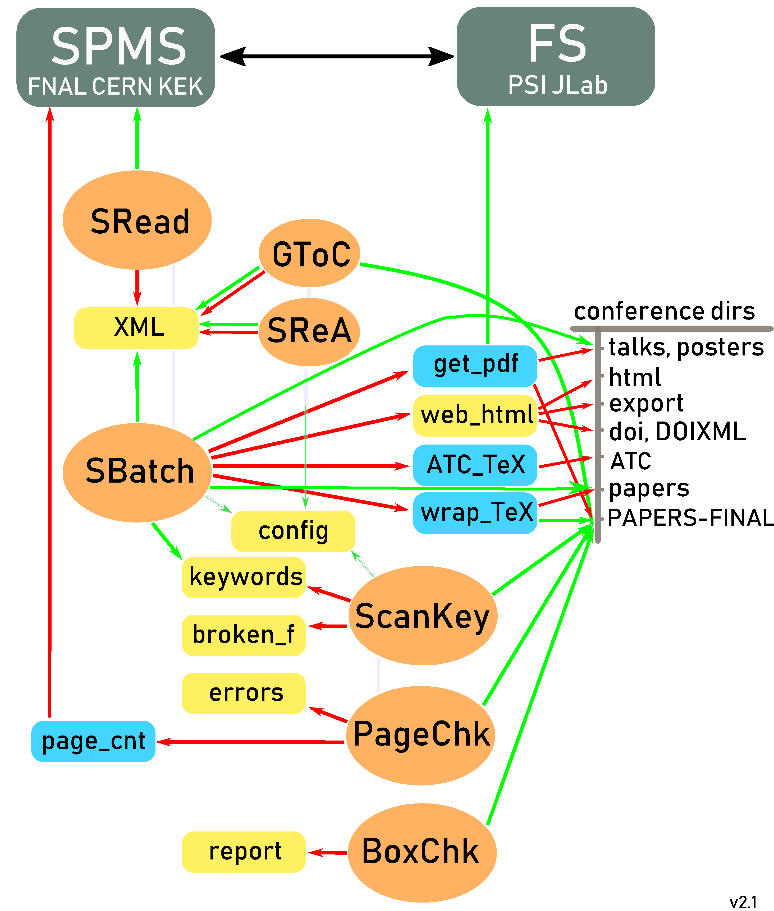 SPMS
FNAL CERN KEK
FS
PSI JLab
SRead
GToC
XML
SReA
conference dirs
get_pdf
talks, posters
html
web_html
export
doi, DOIXML
SBatch
ATC_TeX
ATC
papers
wrap_TeX
PAPERS-FINAL
config
keywords
ScanKey
broken_f
errors
page_cnt
PageChk
report
BoxChk
v2.1